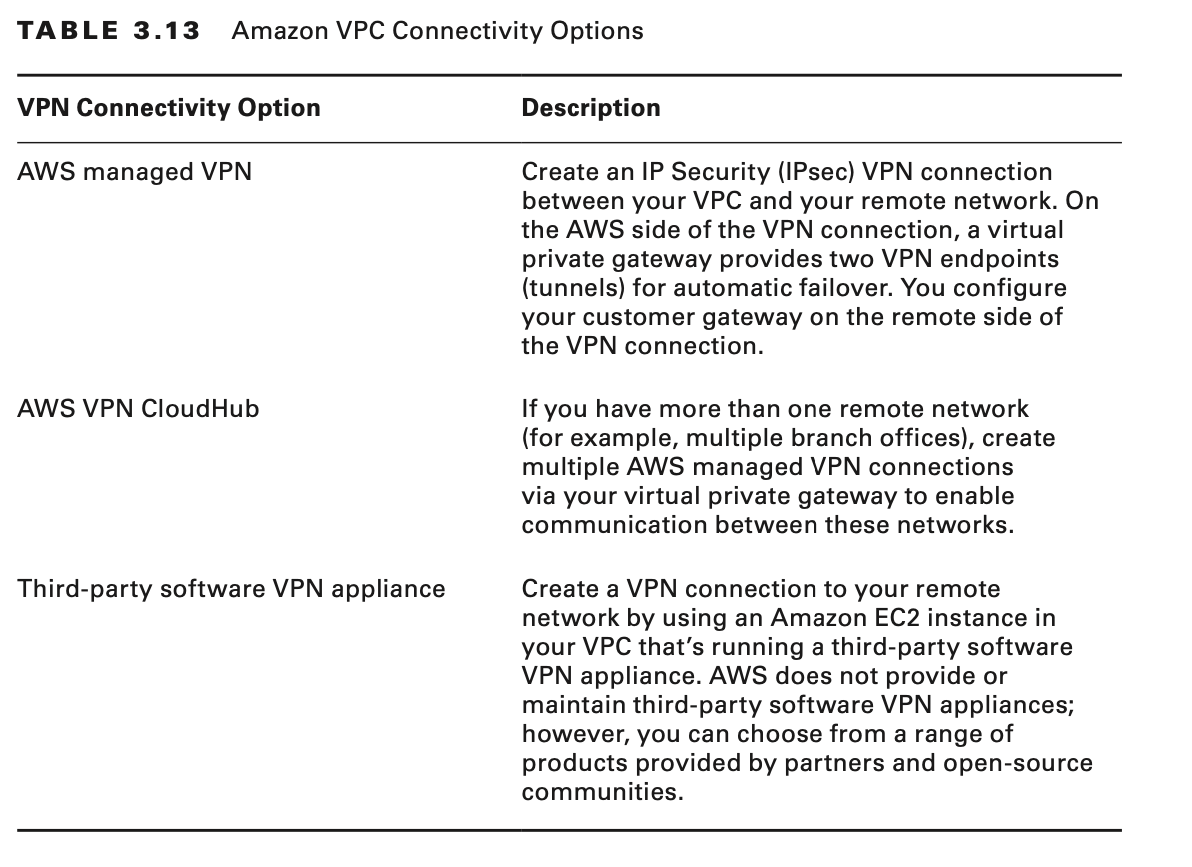 TABLE 3.13 Amazon VPC Connectivity Options
VPN Connectivity Option Description
AWS managed VPN Create an IP Security (IPsec) VPN connection
between your VPC and your remote network. On
the AWS side of the VPN connection, a virtual
private gateway provides two VPN endpoints
(tunnels) for automatic failover. You configure
your customer gateway on the remote side of
the VPN connection.
AWS VPN CloudHub If you have more than one remote network
(for example, multiple branch offices), create
multiple AWS managed VPN connections
via your virtual private gateway to enable
communication between these networks.
Third-party software VPN appliance Create a VPN connection to your remote
network by using an Amazon EC2 instance in
your VPC that’s running a third-party software
VPN appliance. AWS does not provide or
maintain third-party software VPN appliances;
however, you can choose from a range of
products provided by partners and open-source
communities.